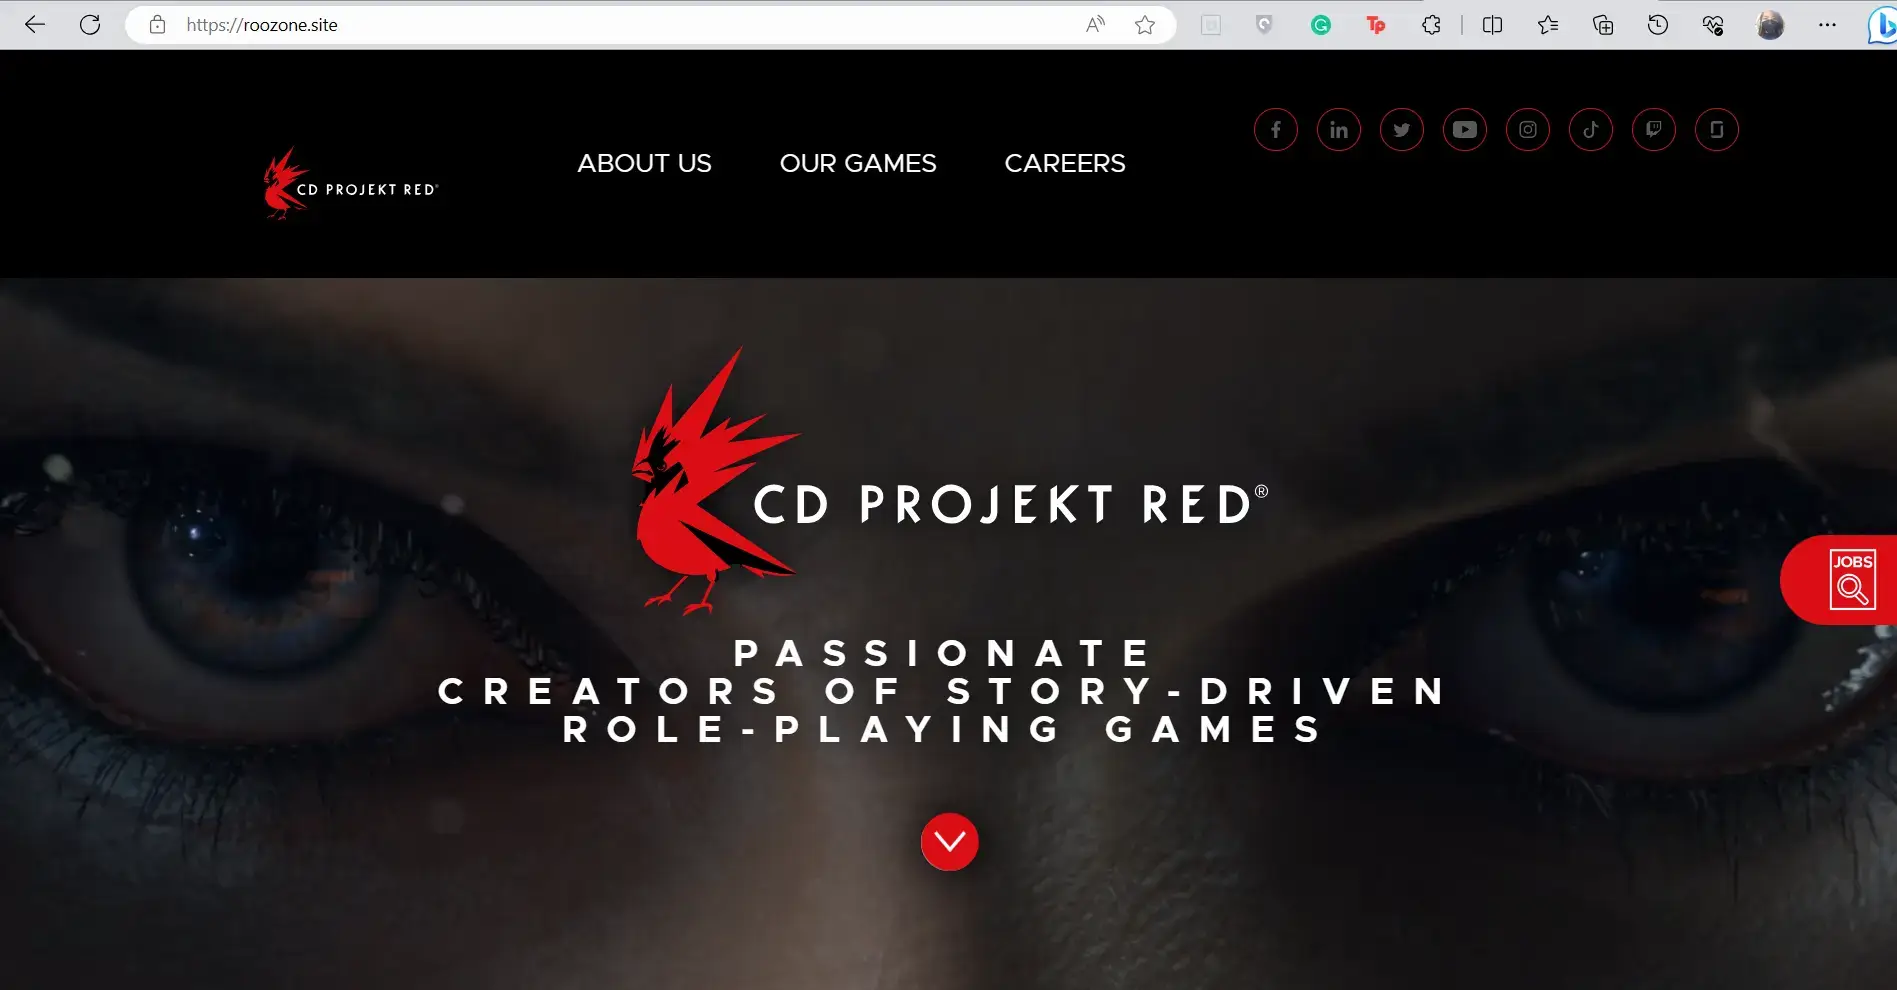 https://roozone.site
ABOUT US
OUR GAMES
CAREERS
CD PROJEKT RED®
CD PROJEKT RED®
JOBS
PASSIONATE
CREATORS OF STORY-DRIVEN
ROLE-PLAYING GAMES